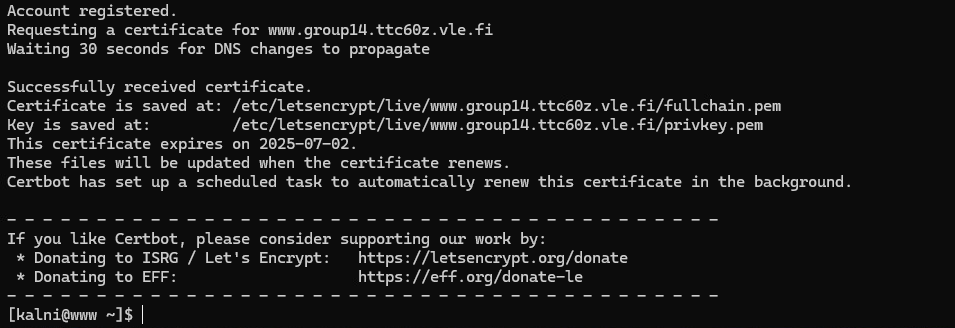 Account registered.
Requesting a certificate for www.group14.ttc60z.vle.fi
Waiting 30 seconds for DNS changes to propagate
Successfully received certificate.
Certificate is saved at: /etc/letsencrypt/live/www.group14.ttc60z.vle.fi/fullchain.pem
Key is saved at:         /etc/letsencrypt/live/www.group14.ttc60z.vle.fi/privkey.pem
This certificate expires on 2025-07-02.
These files will be updated when the certificate renews.
Certbot has set up a scheduled task to automatically renew this certificate in the background.
- - - - - - - - - - - - - - - - - - - - - - - - - - - - - - - - - - - - - - - -
If you like Certbot, please consider supporting our work by:
 * Donating to ISRG / Let's Encrypt:   https://letsencrypt.org/donate
 * Donating to EFF:                    https://eff.org/donate-le
- - - - - - - - - - - - - - - - - - - - - - - - - - - - - - - - - - - - - - - -
[kalni@www ~]$